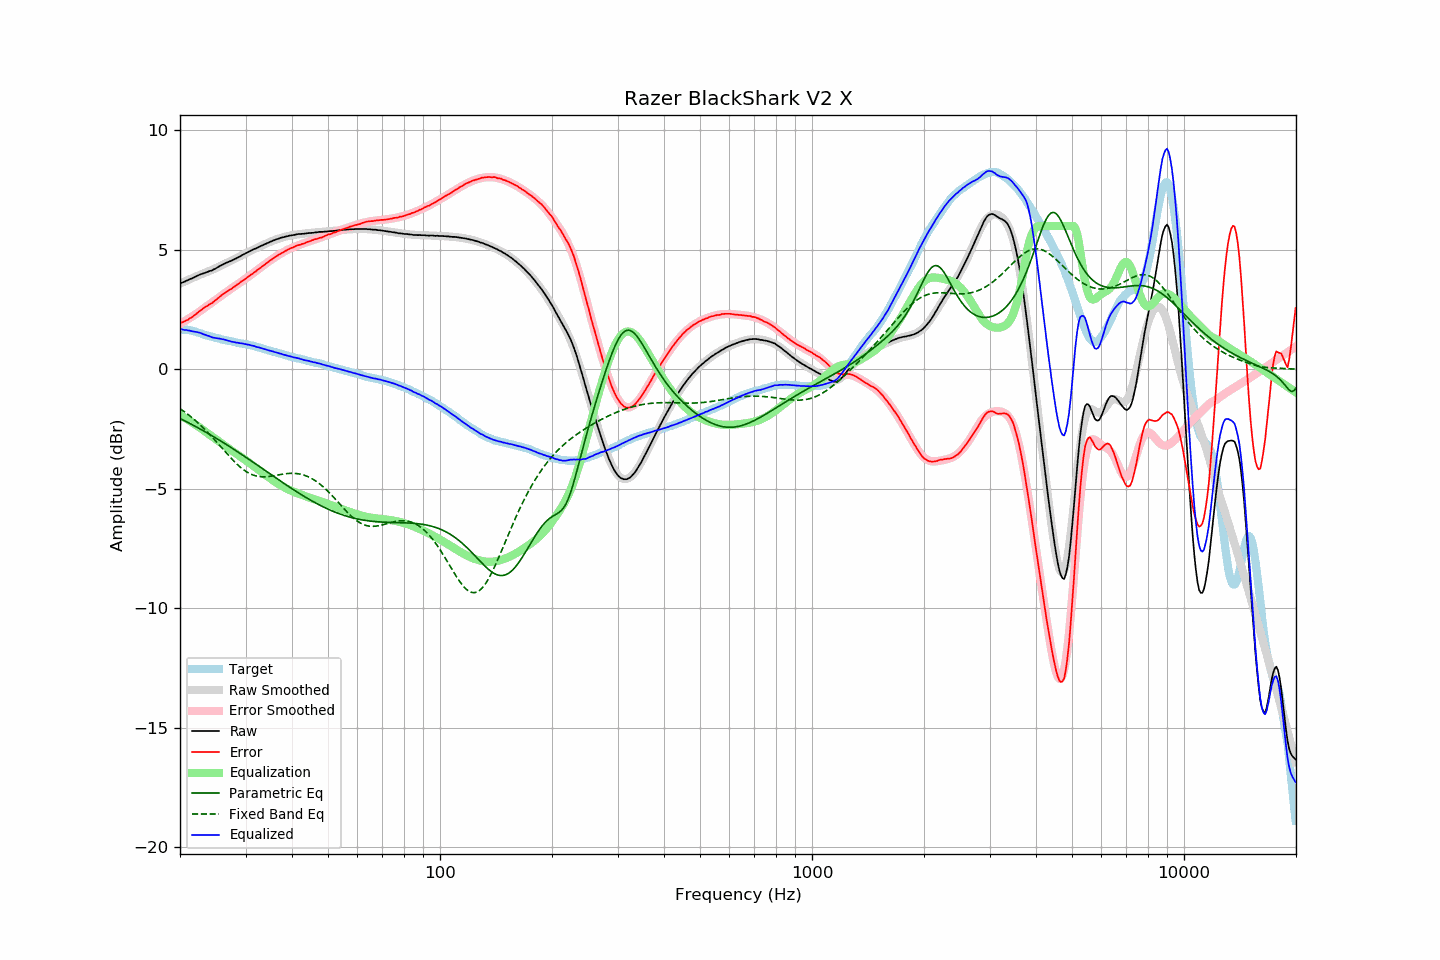 Razer BlackShark V2 X
10
5
0
−5
−10
−15
−20
Amplitude (dBr)
Target
Raw Smoothed
Error Smoothed
Raw
Error
Equalization
Parametric Eq
Fixed Band Eq
Equalized
100 1000 10000
Frequency (Hz)